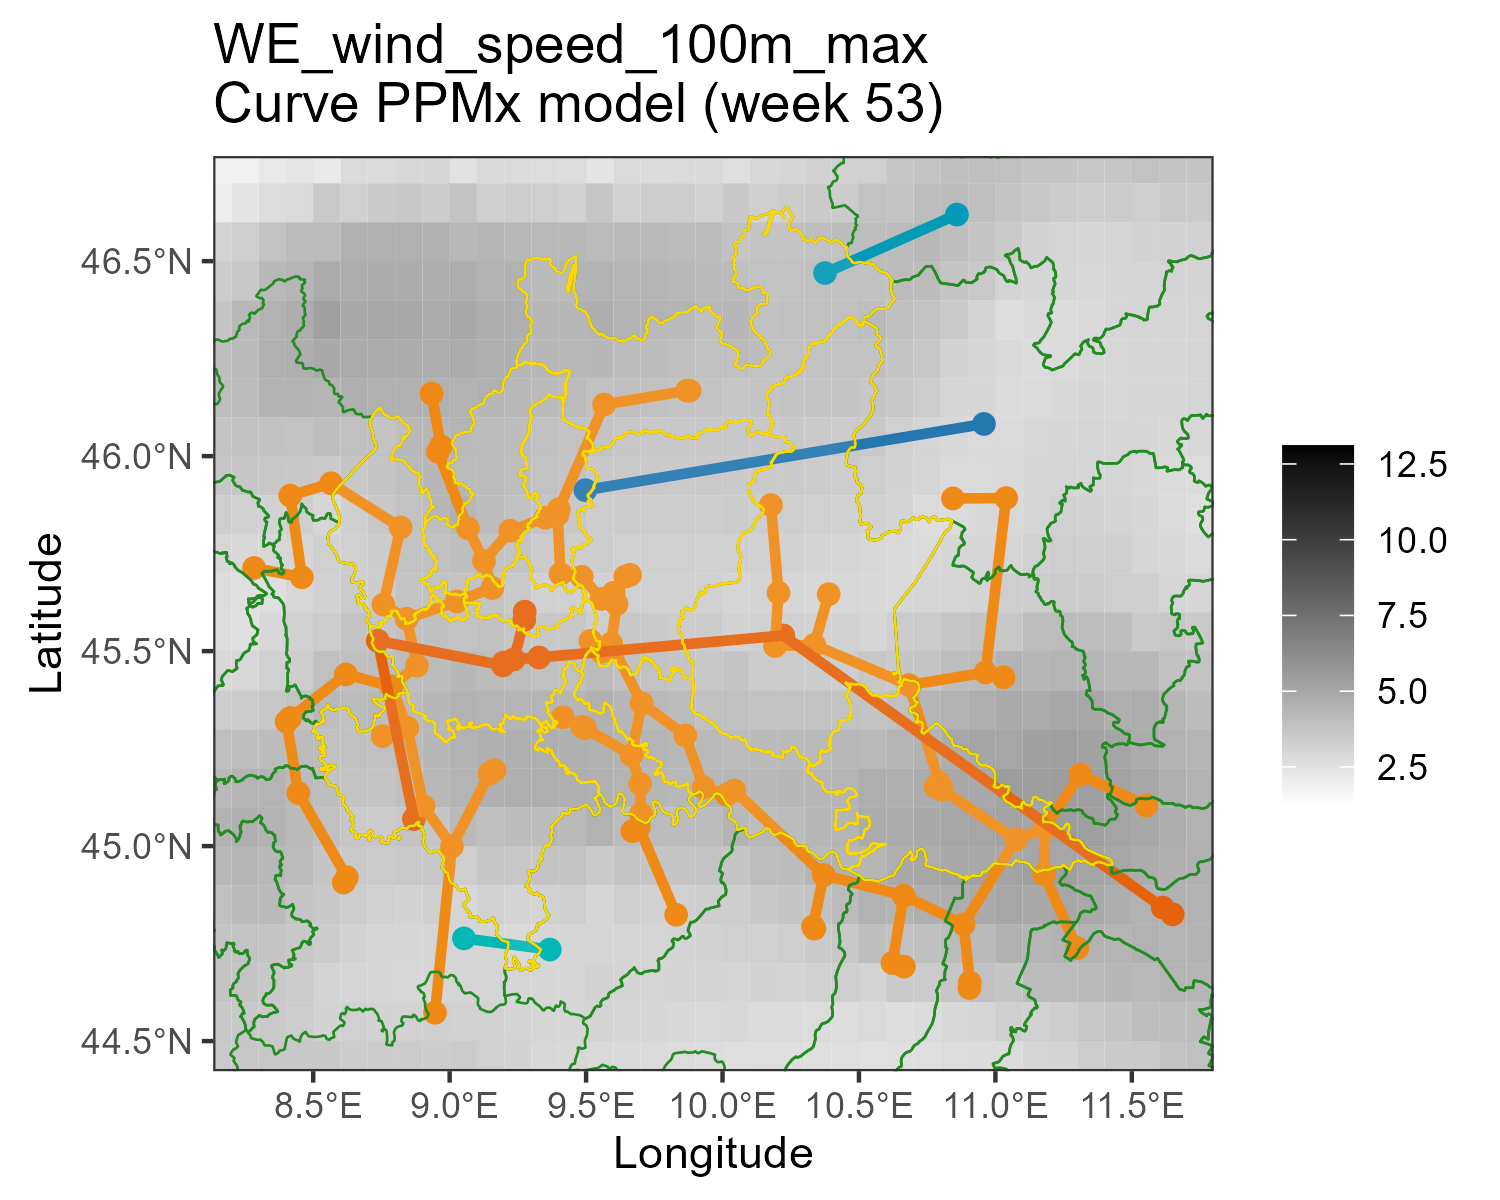 WE_wind_speed_100m_max
Curve PPMx model (week 53)
46.5°N
46.0°N
45.5°N
45.0°N
44.5°N
Latitude
8.5°E
9.0°E
9.5°E
10.0°E
10.5°E
11.0°E
11.5°E
Longitude
12.5
10.0
7.5
5.0
2.5